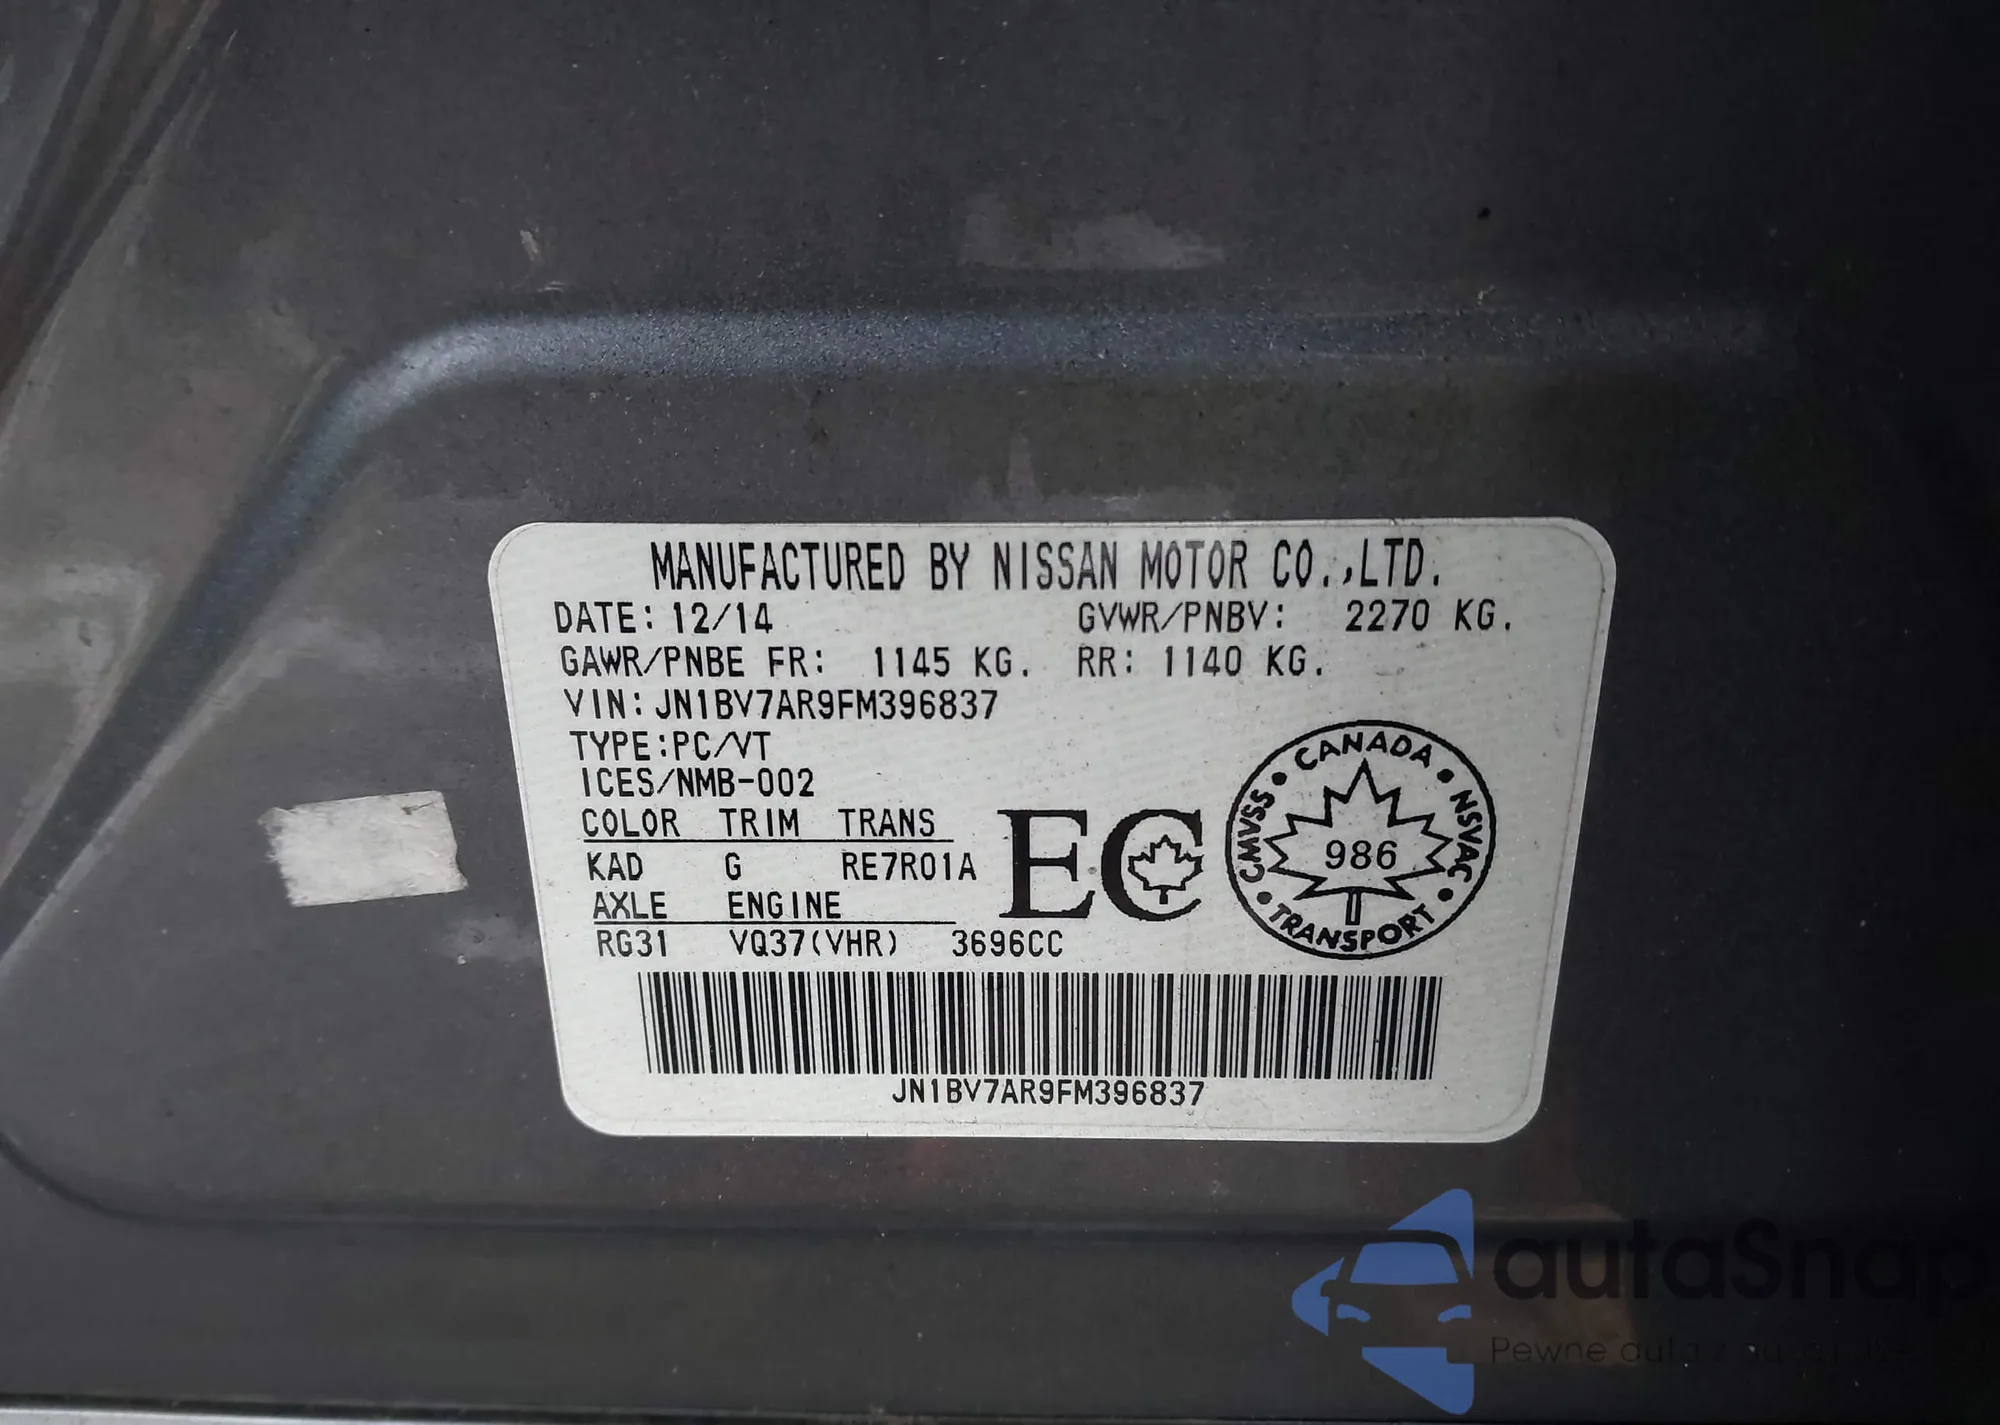 MANUFACTURED BY NISSAN MOTOR CO.,LTD.
DATE: 12/14 GVWR/PNBV: 2270 KG.
GAWR/PNBE FR: 1145 KG. RR: 1140 KG.
VIN: JN1BV7AR9FM396837
TYPE:PC/VT
ICES/NMB-002
COLOR TRIM TRANS
KAD G RE7R01A
AXLE ENGINE
RG31 VQ37(VHR) 3696CC
EC
CANADA
CMVSS
NSVAC
986
TRANSPORT
JN1BV7AR9FM396837
autaSnap
Pewne auta z